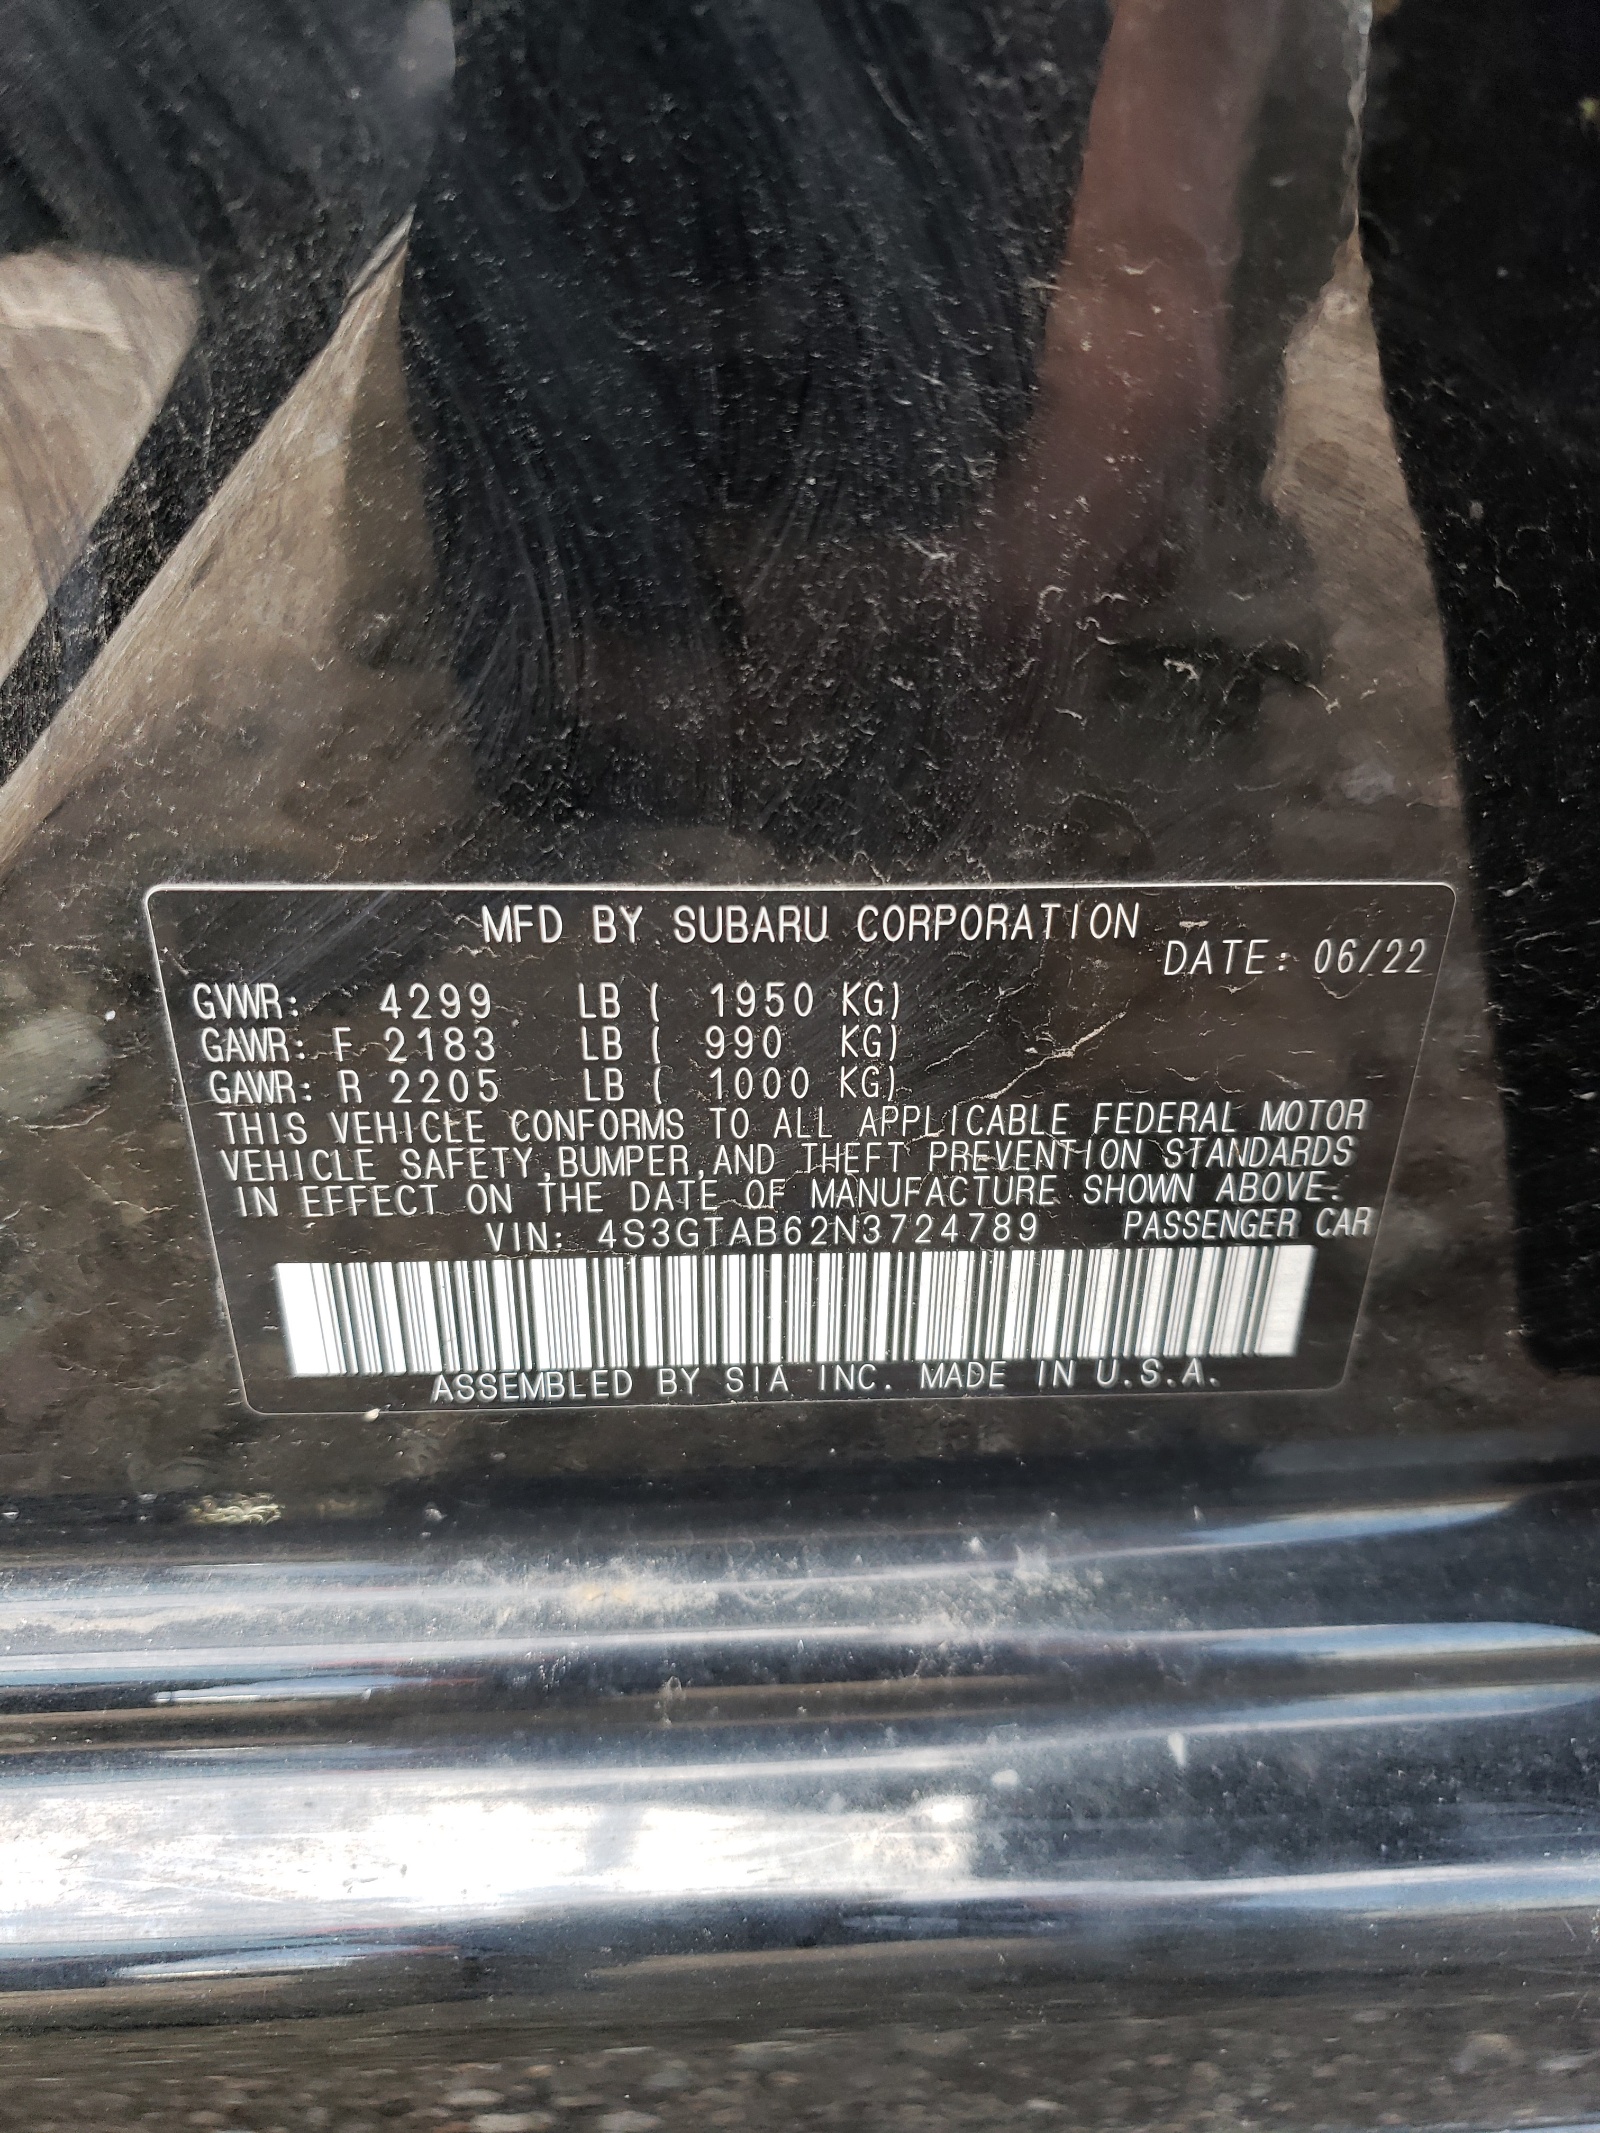 MFD BY SUBARU CORPORATION
DATE: 06/22
GVWR: 4299 LB ( 1950 KG)
GAWR: F 2183 LB ( 990 KG)
GAWR: R 2205 LB ( 1000 KG)
THIS VEHICLE CONFORMS TO ALL APPLICABLE FEDERAL MOTOR
VEHICLE SAFETY,BUMPER,AND THEFT PREVENTION STANDARDS
IN EFFECT ON THE DATE OF MANUFACTURE SHOWN ABOVE.
VIN: 4S3GTAB62N3724789 PASSENGER CAR
ASSEMBLED BY SIA INC. MADE IN U.S.A.